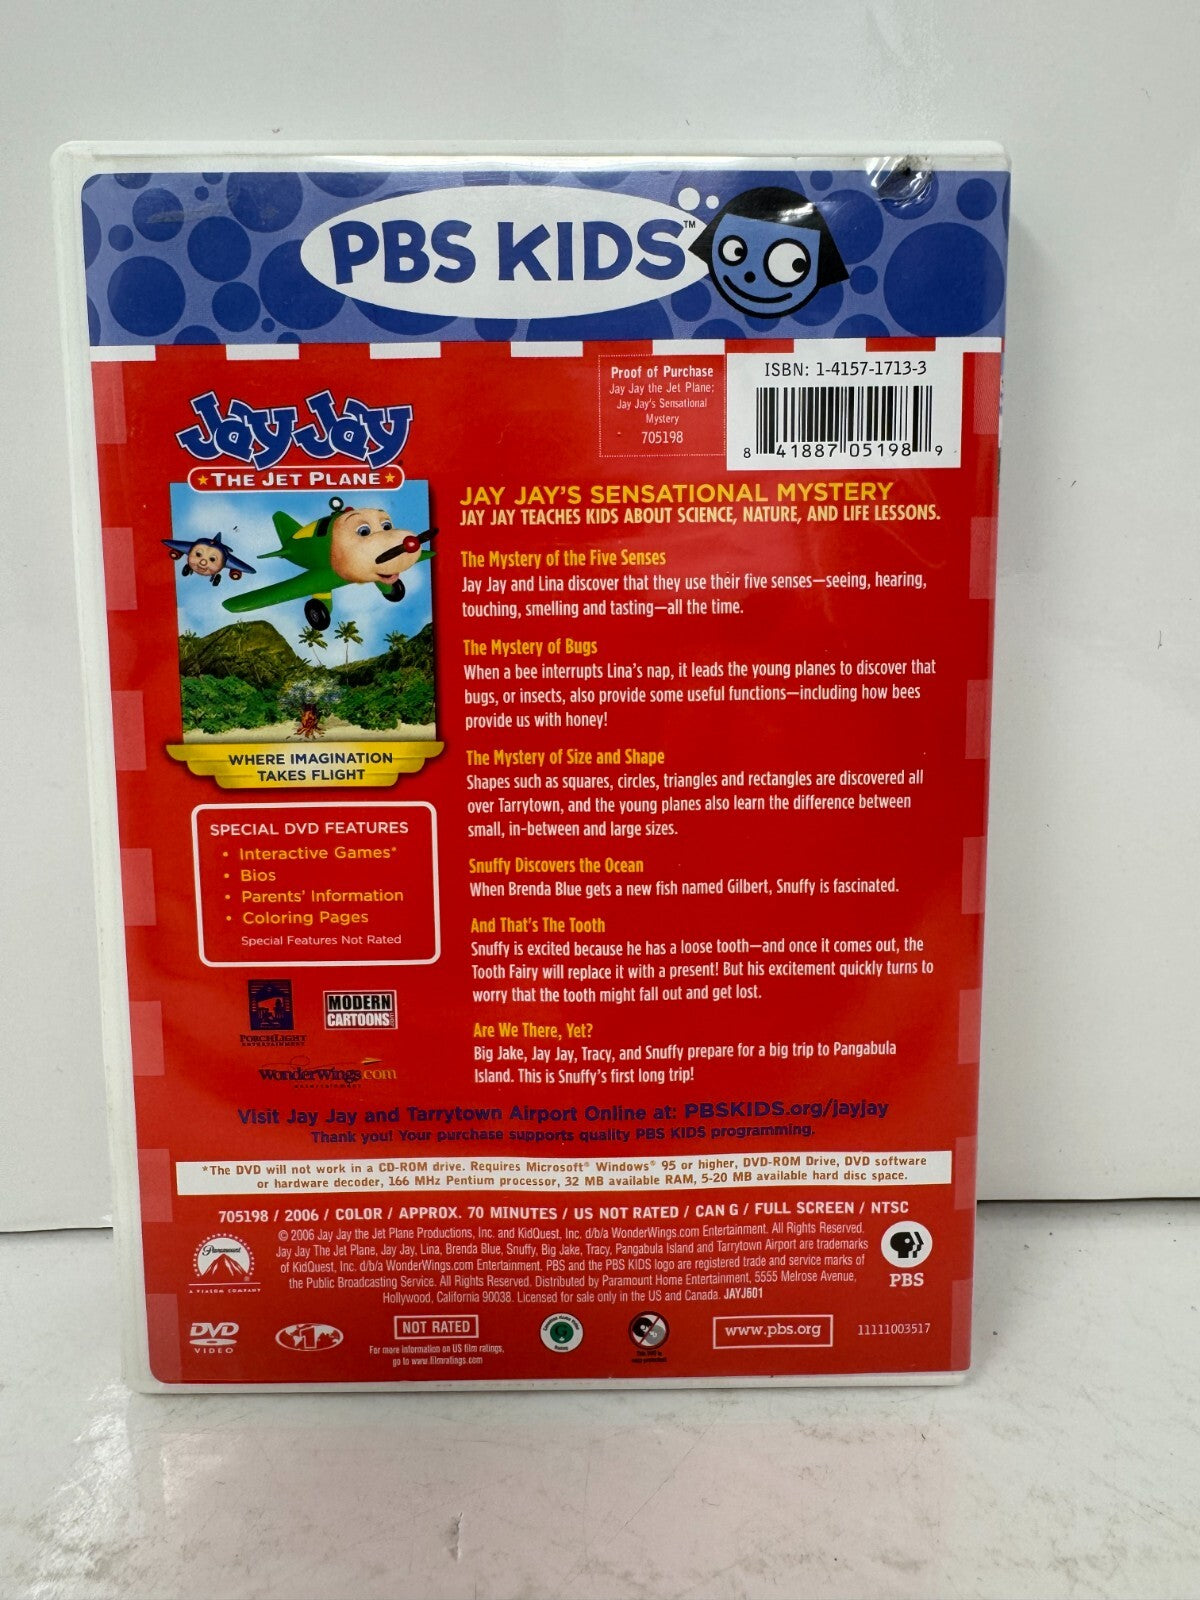 PBS KIDS™
Proof of Purchase
Jay Jay the Jet Plane:
Jay Jay's Sensational
Mystery
705198
ISBN: 1-4157-1713-3
8 41887 05198 9
Jay Jay
THE JET PLANE
WHERE IMAGINATION
TAKES FLIGHT
SPECIAL DVD FEATURES
• Interactive Games*
• Bios
• Parents' Information
• Coloring Pages
Special Features Not Rated
PORCHLIGHT
ENTERTAINMENT
MODERN
CARTOONS.com
wonderwings.com
ENTERTAINMENT
JAY JAY'S SENSATIONAL MYSTERY
JAY JAY TEACHES KIDS ABOUT SCIENCE, NATURE, AND LIFE LESSONS.
The Mystery of the Five Senses
Jay Jay and Lina discover that they use their five senses—seeing, hearing,
touching, smelling and tasting—all the time.
The Mystery of Bugs
When a bee interrupts Lina's nap, it leads the young planes to discover that
bugs, or insects, also provide some useful functions—including how bees
provide us with honey!
The Mystery of Size and Shape
Shapes such as squares, circles, triangles and rectangles are discovered all
over Tarrytown, and the young planes also learn the difference between
small, in-between and large sizes.
Snuffy Discovers the Ocean
When Brenda Blue gets a new fish named Gilbert, Snuffy is fascinated.
And That's The Tooth
Snuffy is excited because he has a loose tooth—and once it comes out, the
Tooth Fairy will replace it with a present! But his excitement quickly turns to
worry that the tooth might fall out and get lost.
Are We There, Yet?
Big Jake, Jay Jay, Tracy, and Snuffy prepare for a big trip to Pangabula
Island. This is Snuffy's first long trip!
Visit Jay Jay and Tarrytown Airport Online at: PBSKIDS.org/jayjay
Thank you! Your purchase supports quality PBS KIDS programming.
*The DVD will not work in a CD-ROM drive. Requires Microsoft® Windows® 95 or higher, DVD-ROM Drive, DVD software
or hardware decoder, 166 MHz Pentium processor, 32 MB available RAM, 5-20 MB available hard disc space.
705198 / 2006 / COLOR / APPROX. 70 MINUTES / US NOT RATED / CAN G / FULL SCREEN / NTSC
© 2006 Jay Jay the Jet Plane Productions, Inc. and KidQuest, Inc. d/b/a WonderWings.com Entertainment. All Rights Reserved.
Jay Jay The Jet Plane, Jay Jay, Lina, Brenda Blue, Snuffy, Big Jake, Tracy, Pangabula Island and Tarrytown Airport are trademarks
of KidQuest, Inc. d/b/a WonderWings.com Entertainment. PBS and the PBS KIDS logo are registered trade and service marks of
the Public Broadcasting Service. All Rights Reserved. Distributed by Paramount Home Entertainment, 5555 Melrose Avenue,
Hollywood, California 90038. Licensed for sale only in the US and Canada. JAYJ601
Paramount
A VIACOM COMPANY
PBS
DVD
VIDEO
NOT RATED
For more information on US film ratings,
go to www.filmratings.com
G
www.pbs.org
11111003517